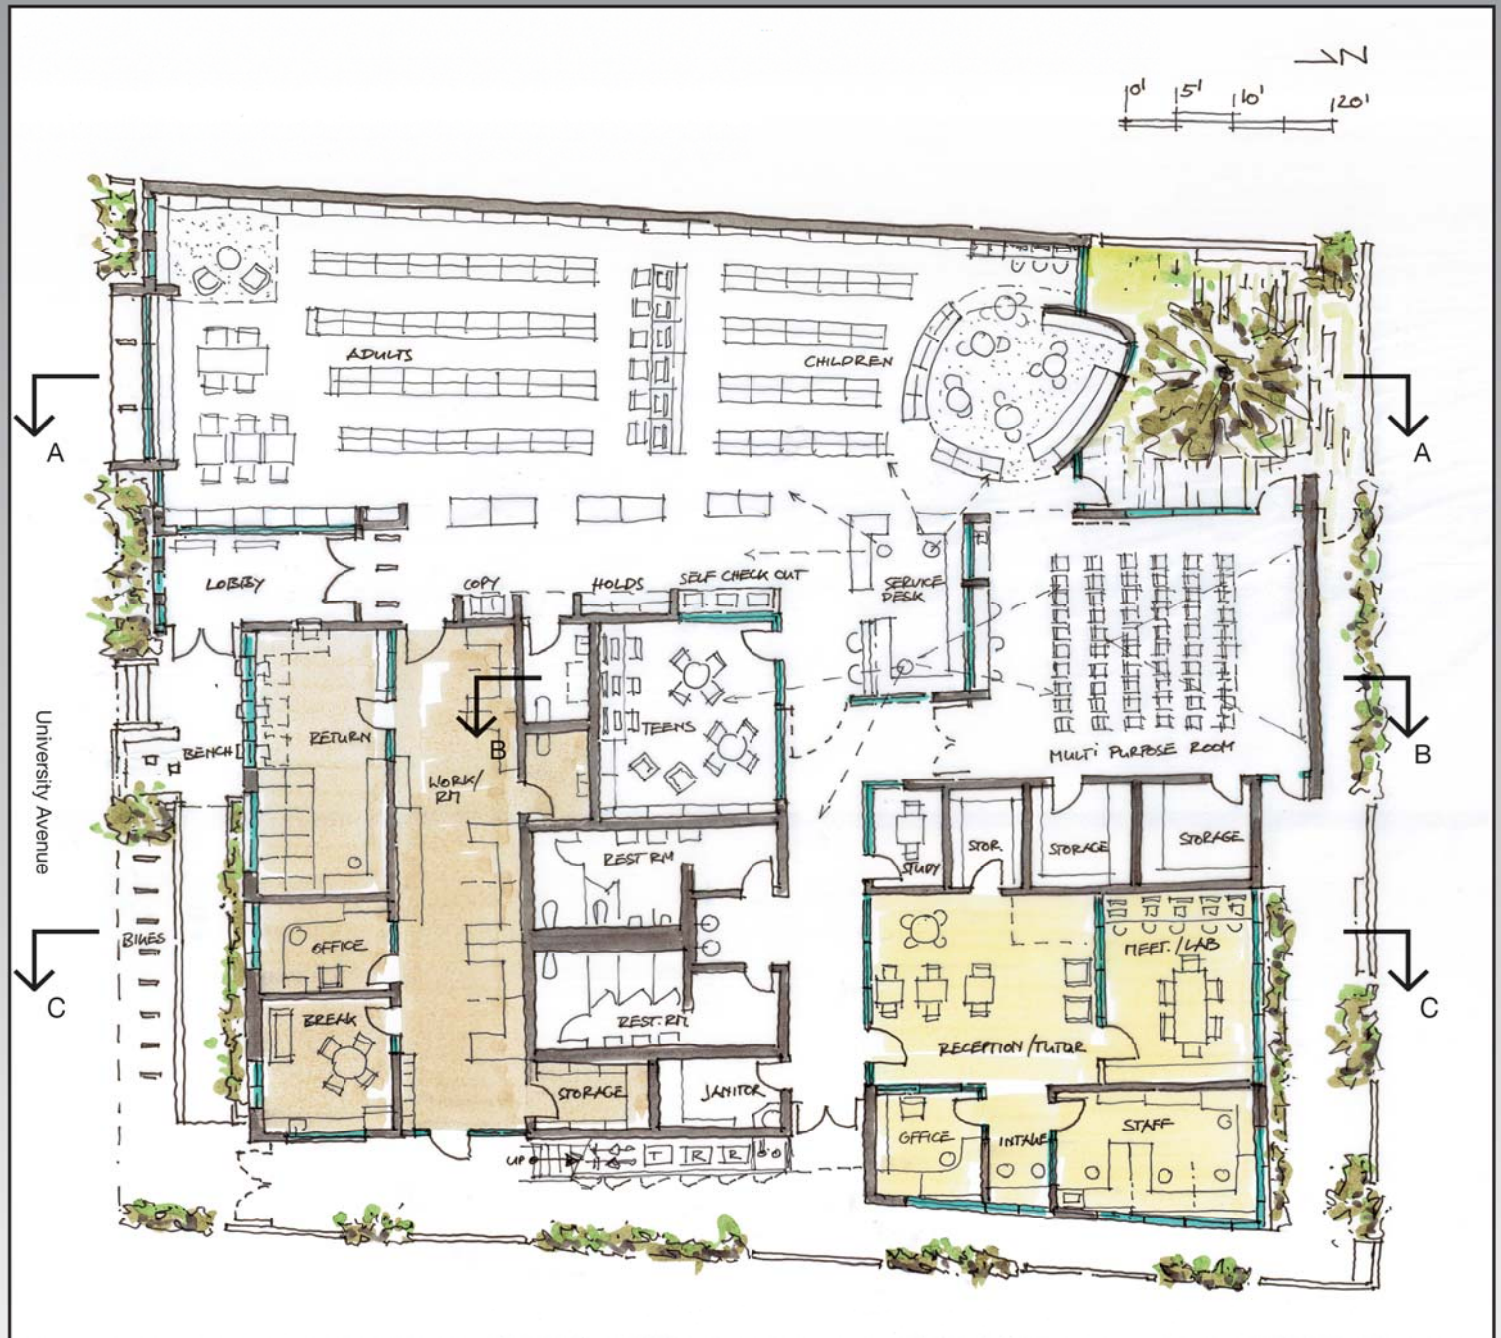 N
0' 5' 10' 20'
ADULTS
CHILDREN
A
A
LOBBY
COPY
HOLDS
SELF CHECK OUT
SERVICE
DESK
University Avenue
BENCH
RETURN
WORK/
RM
B
TEENS
MULTI PURPOSE ROOM
B
REST RM
STUDY
STOR.
STORAGE
STORAGE
BIKES
OFFICE
MEET./LAB
C
C
BREAK
REST. RM
RECEPTION/TUTOR
STORAGE
JANITOR
OFFICE
INTAKE
STAFF
UP
T R R